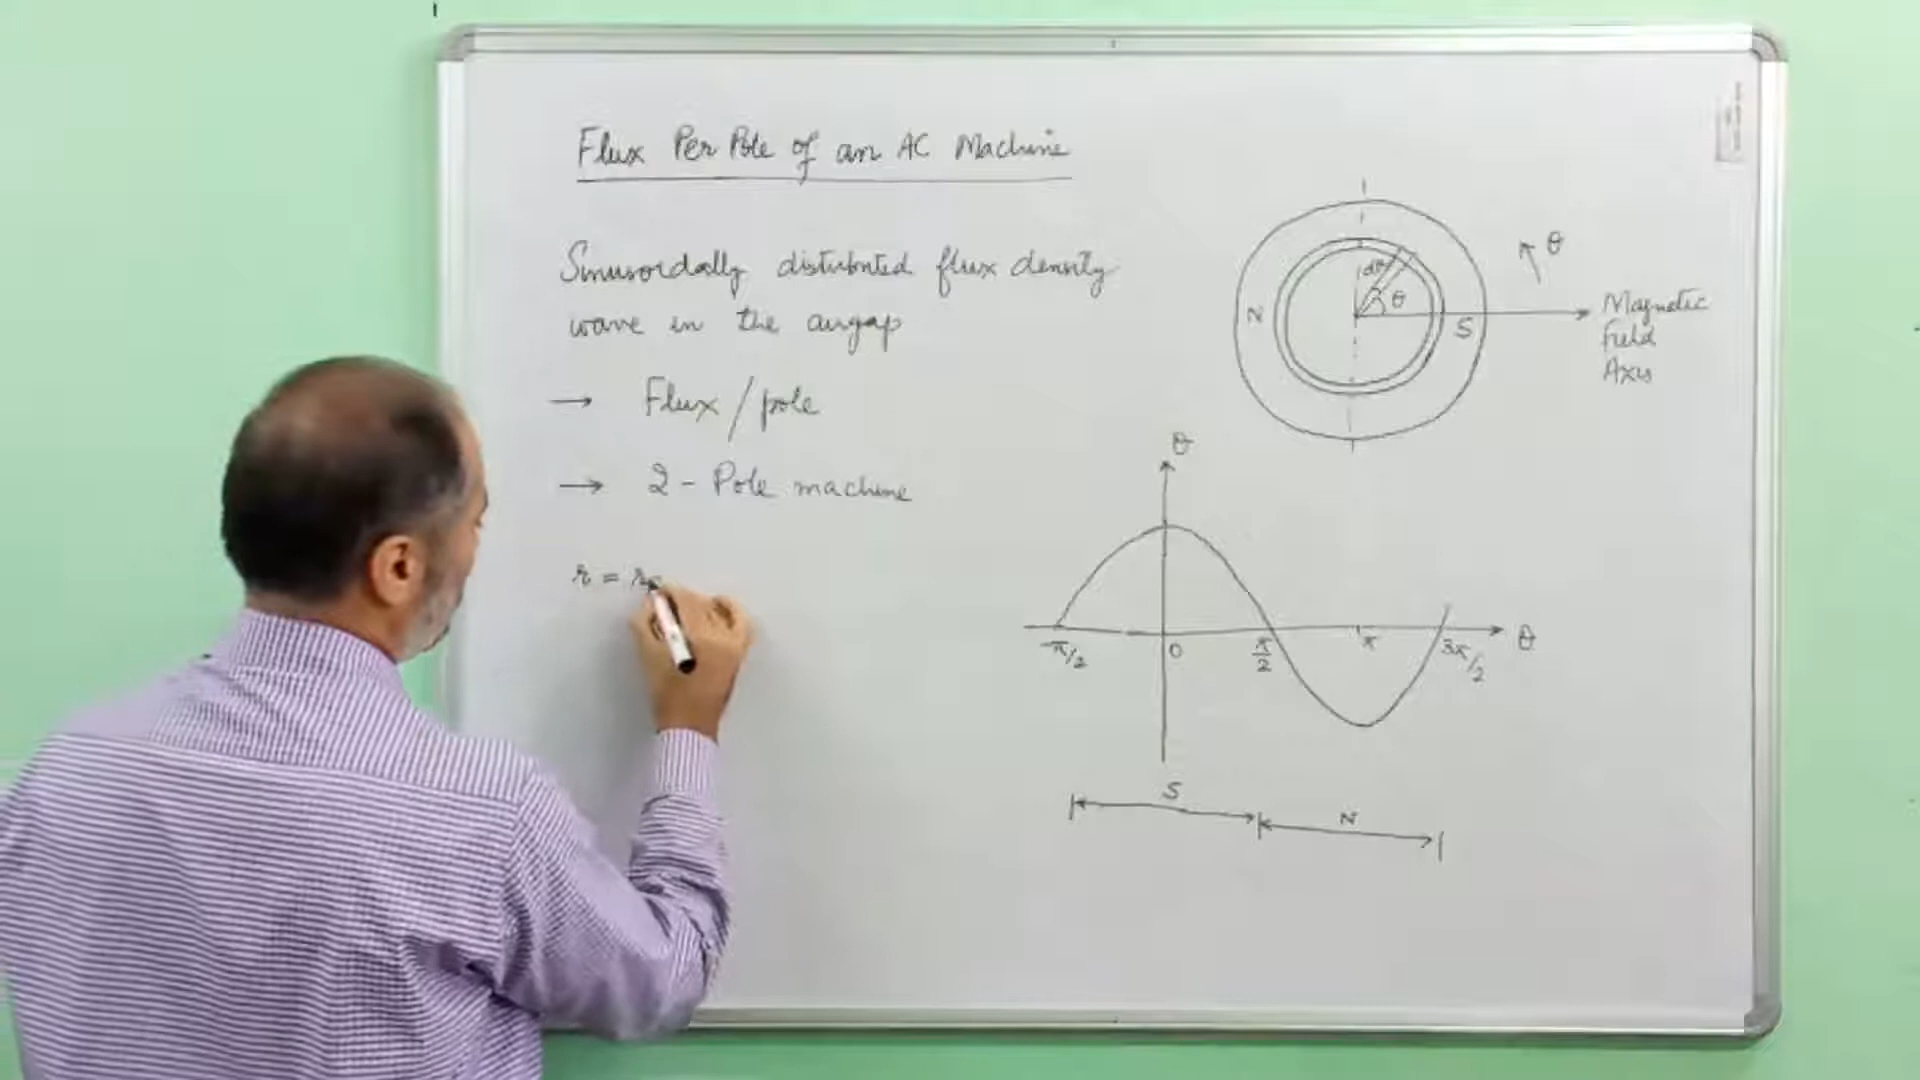 Flux Per Pole of an AC Machine
Sinusoidally distributed flux density
wave in the airgap
→ Flux/pole
→ 2 - Pole machine
r = ra
N
dθ
θ
S
θ
Magnetic
Field
Axis
θ
-π/2
0
π/2
π
3π/2
θ
S
N